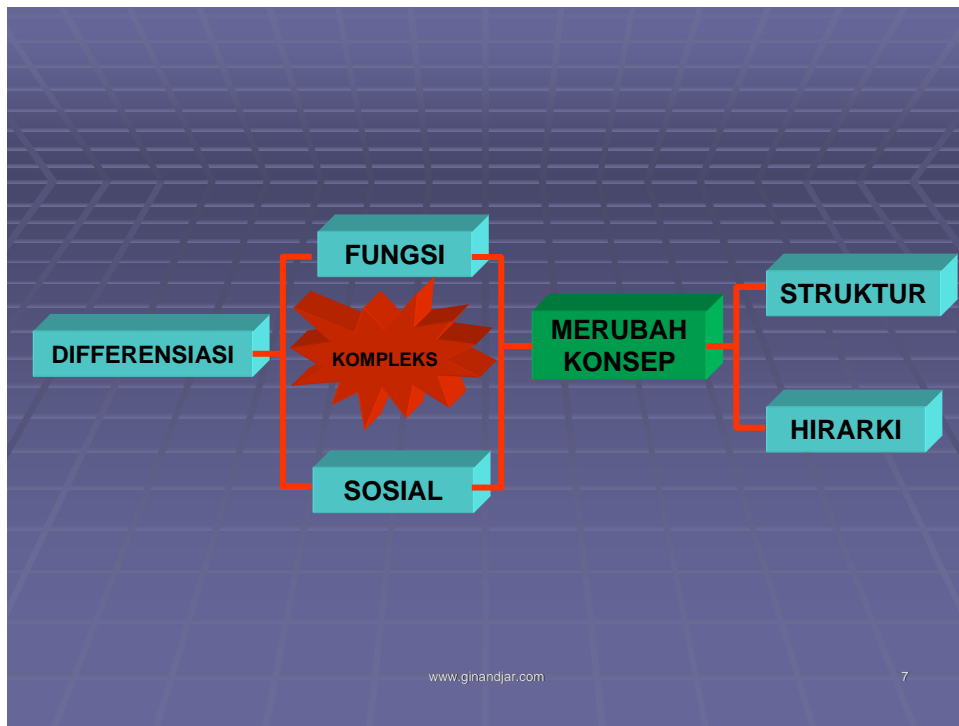 FUNGSI
STRUKTUR
DIFFERENSIASI
KOMPLEKS
MERUBAH
KONSEP
HIRARKI
SOSIAL
www.ginandjar.com
7